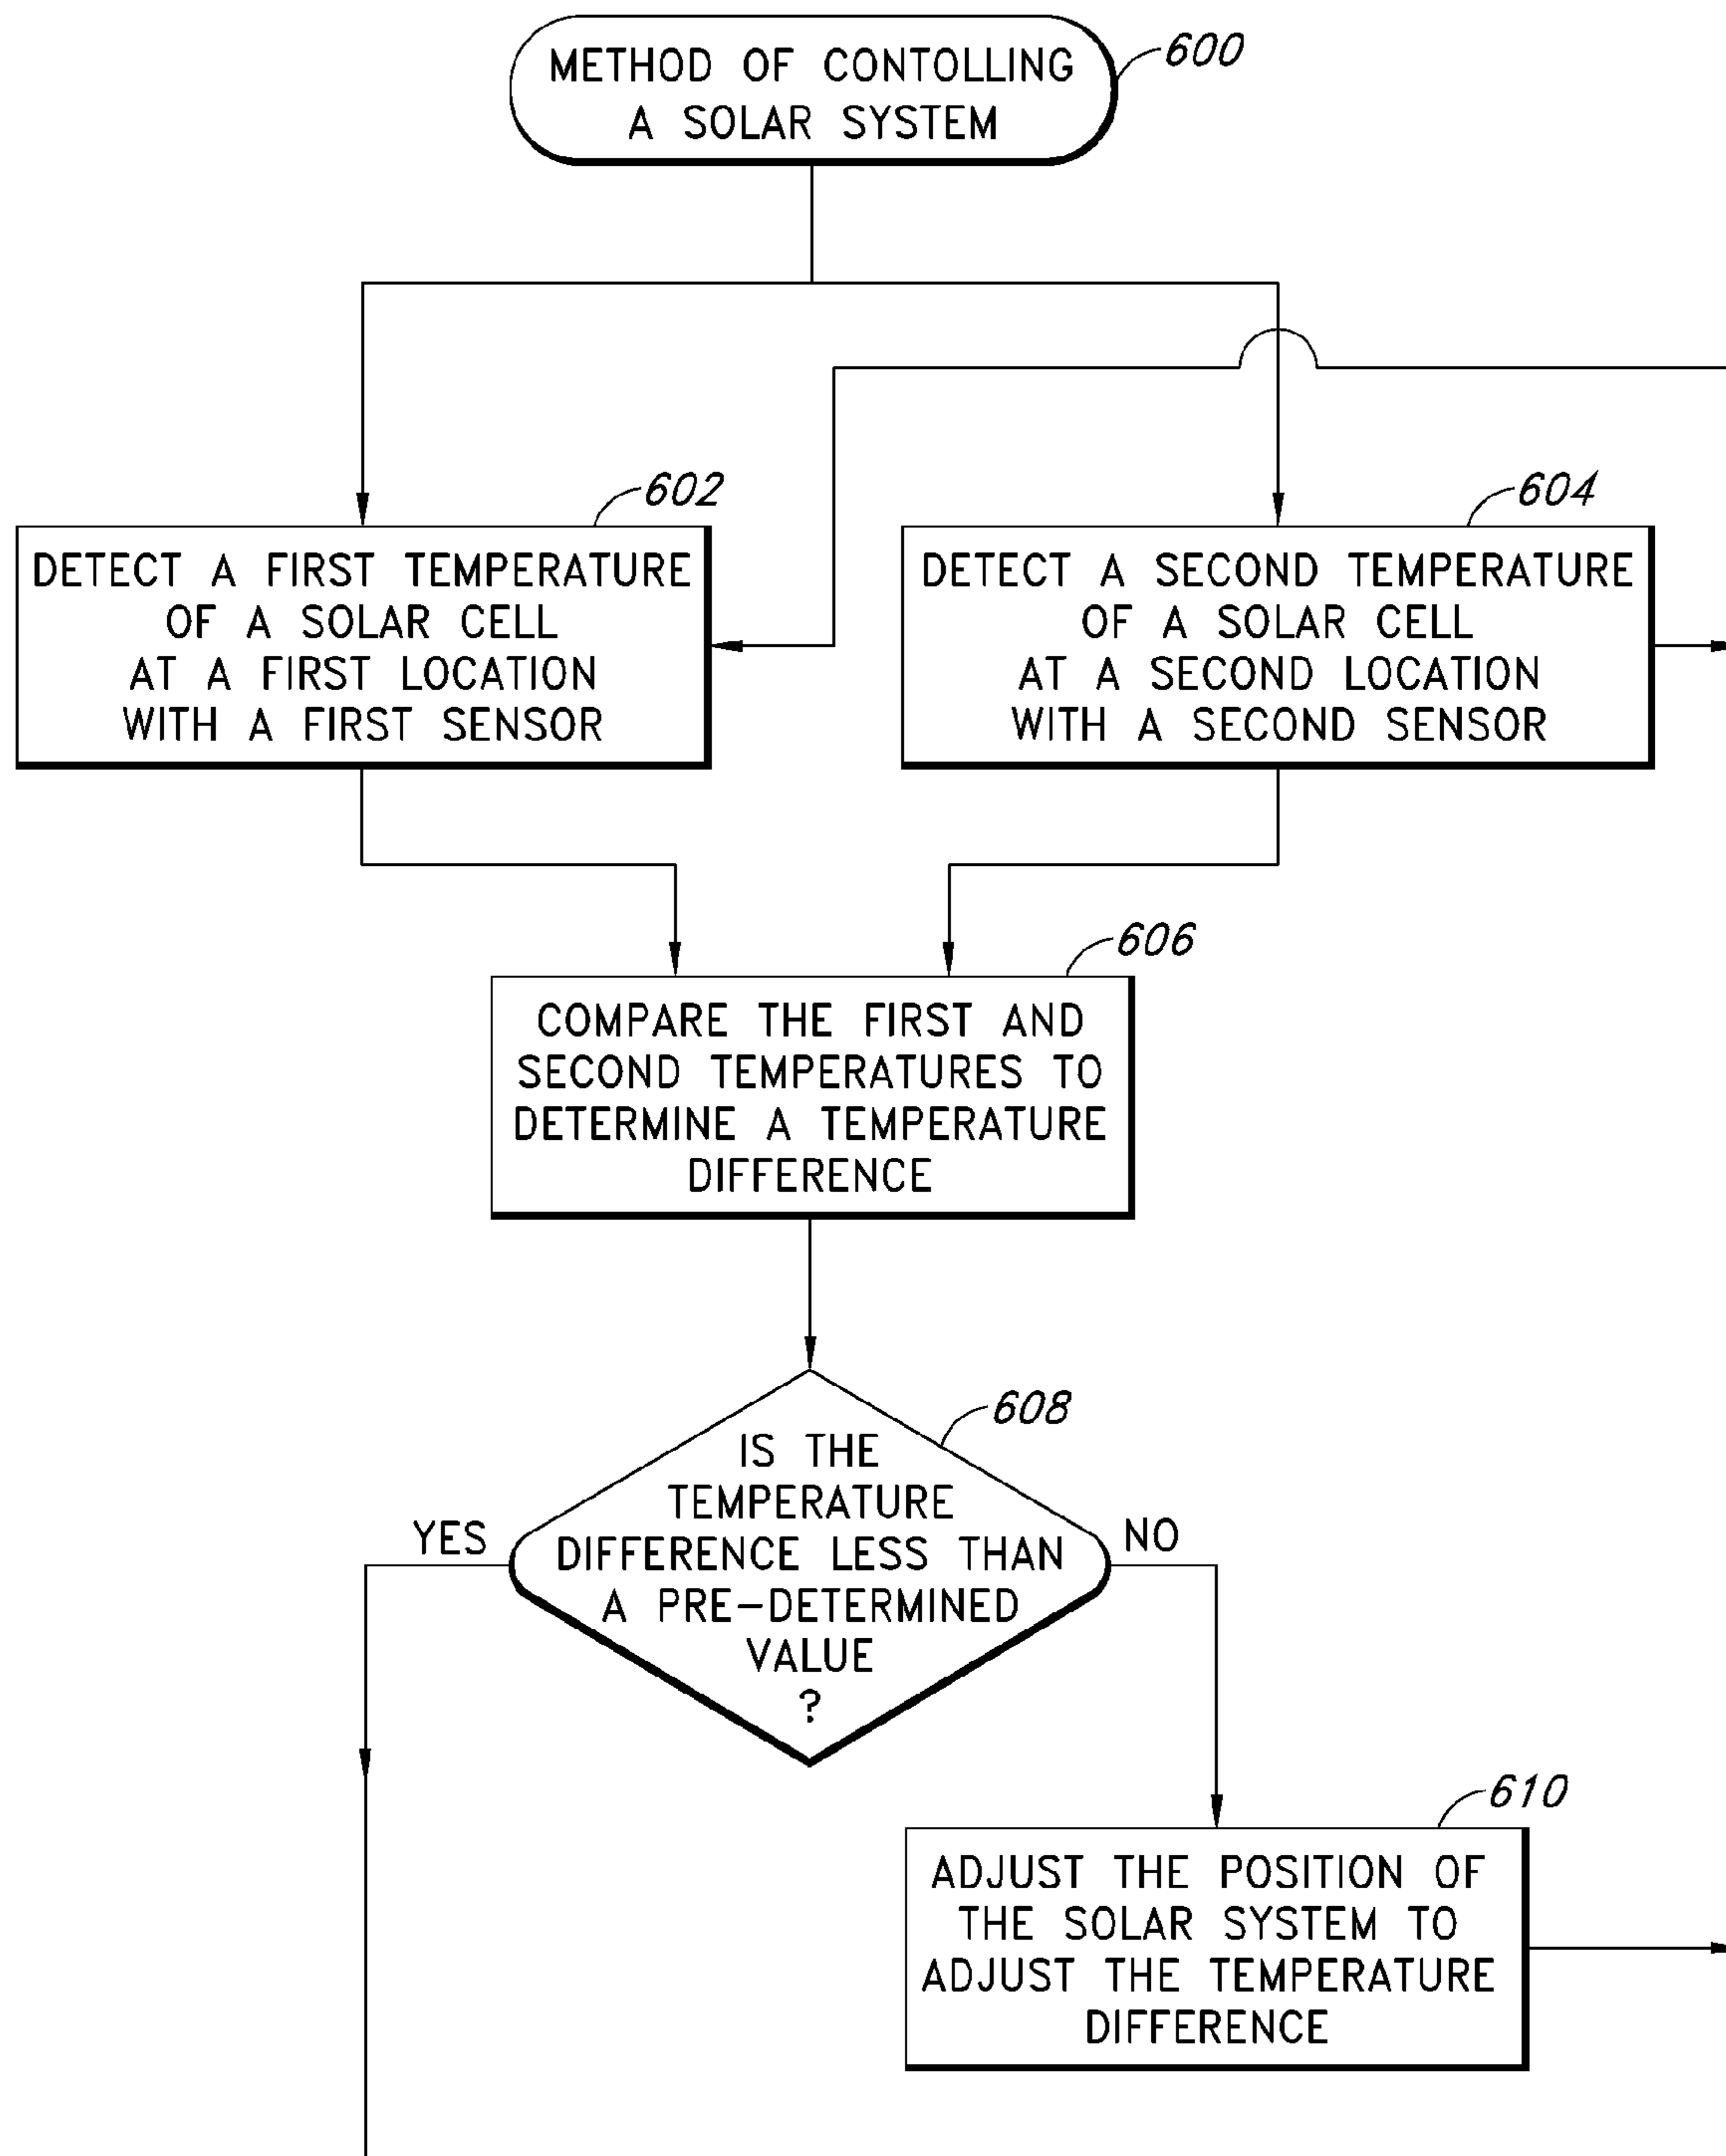 METHOD OF CONTOLLING
A SOLAR SYSTEM
600
602
DETECT A FIRST TEMPERATURE
OF A SOLAR CELL
AT A FIRST LOCATION
WITH A FIRST SENSOR
604
DETECT A SECOND TEMPERATURE
OF A SOLAR CELL
AT A SECOND LOCATION
WITH A SECOND SENSOR
606
COMPARE THE FIRST AND
SECOND TEMPERATURES TO
DETERMINE A TEMPERATURE
DIFFERENCE
608
IS THE
TEMPERATURE
DIFFERENCE LESS THAN
A PRE-DETERMINED
VALUE
?
YES
NO
610
ADJUST THE POSITION OF
THE SOLAR SYSTEM TO
ADJUST THE TEMPERATURE
DIFFERENCE